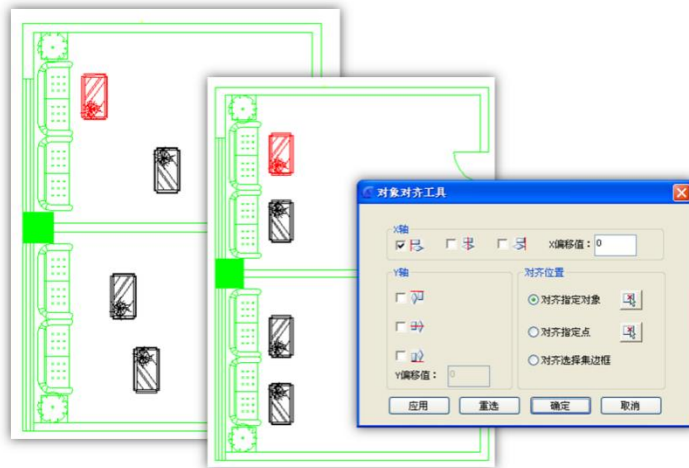 对象对齐工具
X轴
X偏移值： 0
Y轴
Y偏移值： 0
对齐位置
对齐指定对象
对齐指定点
对齐选择集边框
应用 重选 确定 取消